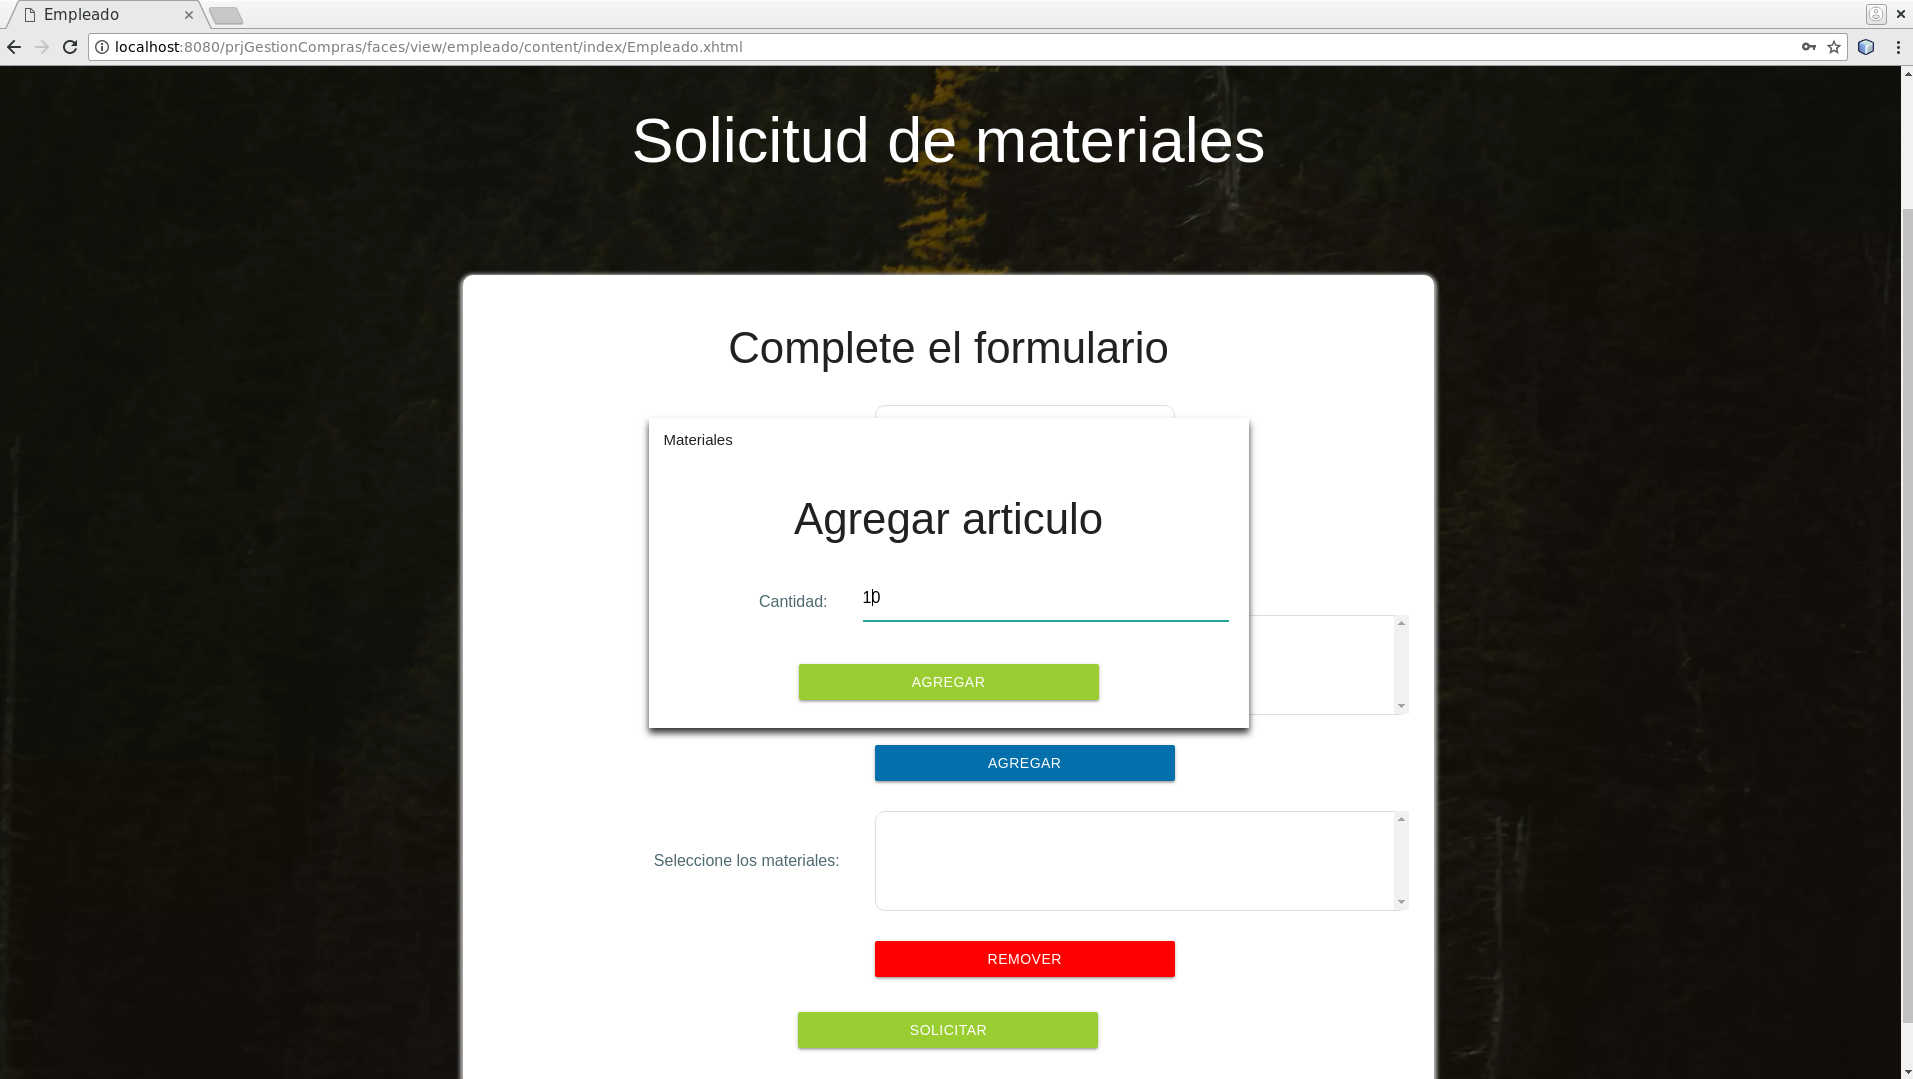 Empleado
localhost:8080/prjGestionCompras/faces/view/empleado/content/index/Empleado.xhtml
Solicitud de materiales
Complete el formulario
Materiales
Agregar articulo
Cantidad: 10
AGREGAR
AGREGAR
Seleccione los materiales:
REMOVER
SOLICITAR